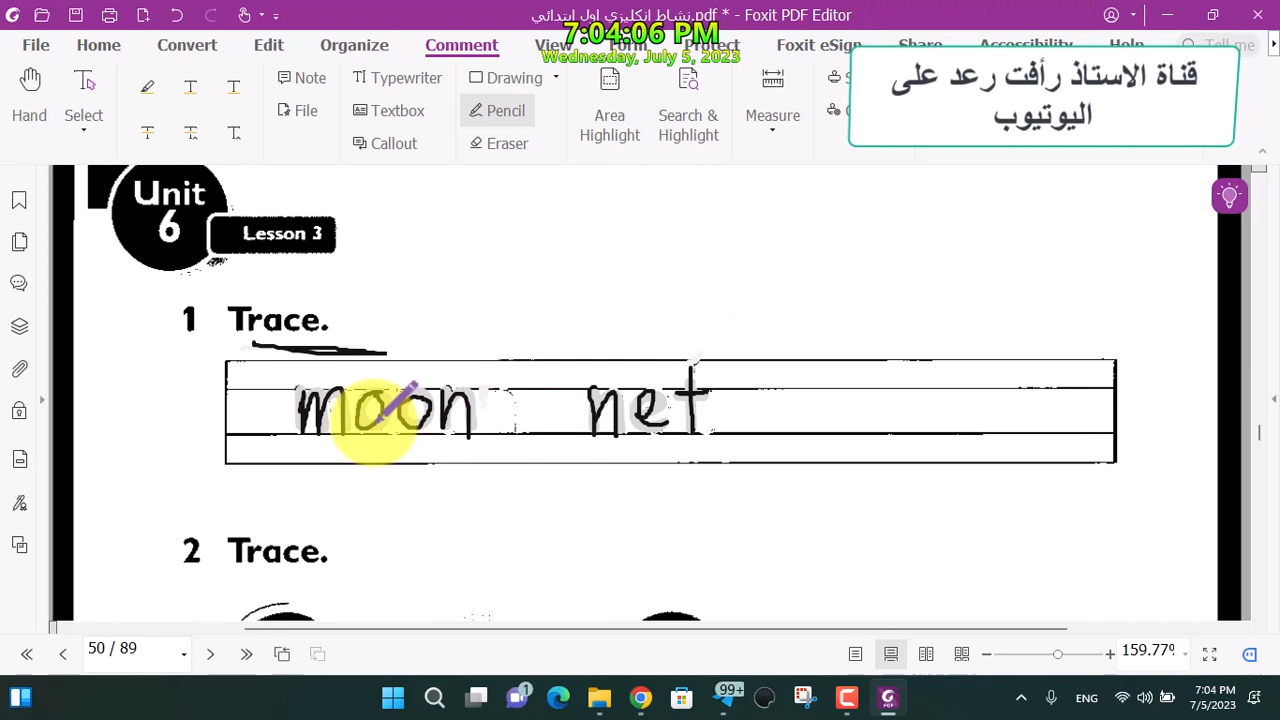 نشاط انكليزي اول ابتدائي.pdf * - Foxit PDF Editor
7:04:06 PM
Wednesday, July 5, 2023
File Home Convert Edit Organize Comment View Form Protect Foxit eSign Share Accessibility Help Tell me
قناة الاستاذ رأفت رعد على
اليوتيوب
Hand
Select
Note
File
Typewriter
Textbox
Callout
Drawing
Pencil
Eraser
Area
Highlight
Search &
Highlight
Measure
Unit
6
Lesson 3
1 Trace.
moon net
2 Trace.
50 / 89
159.77%
99+
1
ENG
7:04 PM
7/5/2023